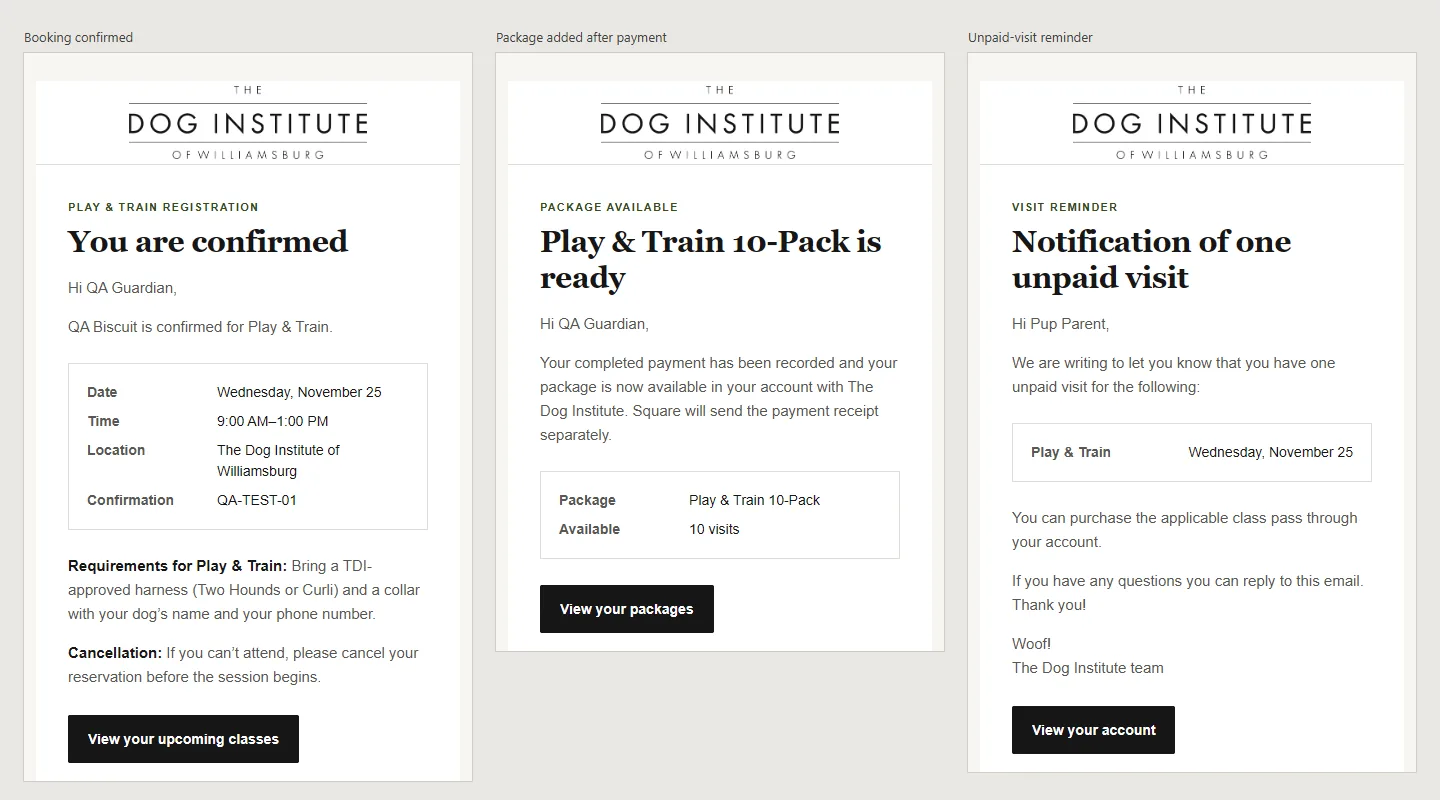 Booking confirmed
THE
DOG INSTITUTE
OF WILLIAMSBURG
PLAY & TRAIN REGISTRATION
You are confirmed
Hi QA Guardian,
QA Biscuit is confirmed for Play & Train.
Date Wednesday, November 25
Time 9:00 AM–1:00 PM
Location The Dog Institute of
Williamsburg
Confirmation QA-TEST-01
Requirements for Play & Train: Bring a TDI-
approved harness (Two Hounds or Curli) and a collar
with your dog’s name and your phone number.
Cancellation: If you can’t attend, please cancel your
reservation before the session begins.
View your upcoming classes
Package added after payment
THE
DOG INSTITUTE
OF WILLIAMSBURG
PACKAGE AVAILABLE
Play & Train 10-Pack is
ready
Hi QA Guardian,
Your completed payment has been recorded and your
package is now available in your account with The
Dog Institute. Square will send the payment receipt
separately.
Package Play & Train 10-Pack
Available 10 visits
View your packages
Unpaid-visit reminder
THE
DOG INSTITUTE
OF WILLIAMSBURG
VISIT REMINDER
Notification of one
unpaid visit
Hi Pup Parent,
We are writing to let you know that you have one
unpaid visit for the following:
Play & Train Wednesday, November 25
You can purchase the applicable class pass through
your account.
If you have any questions you can reply to this email.
Thank you!
Woof!
The Dog Institute team
View your account